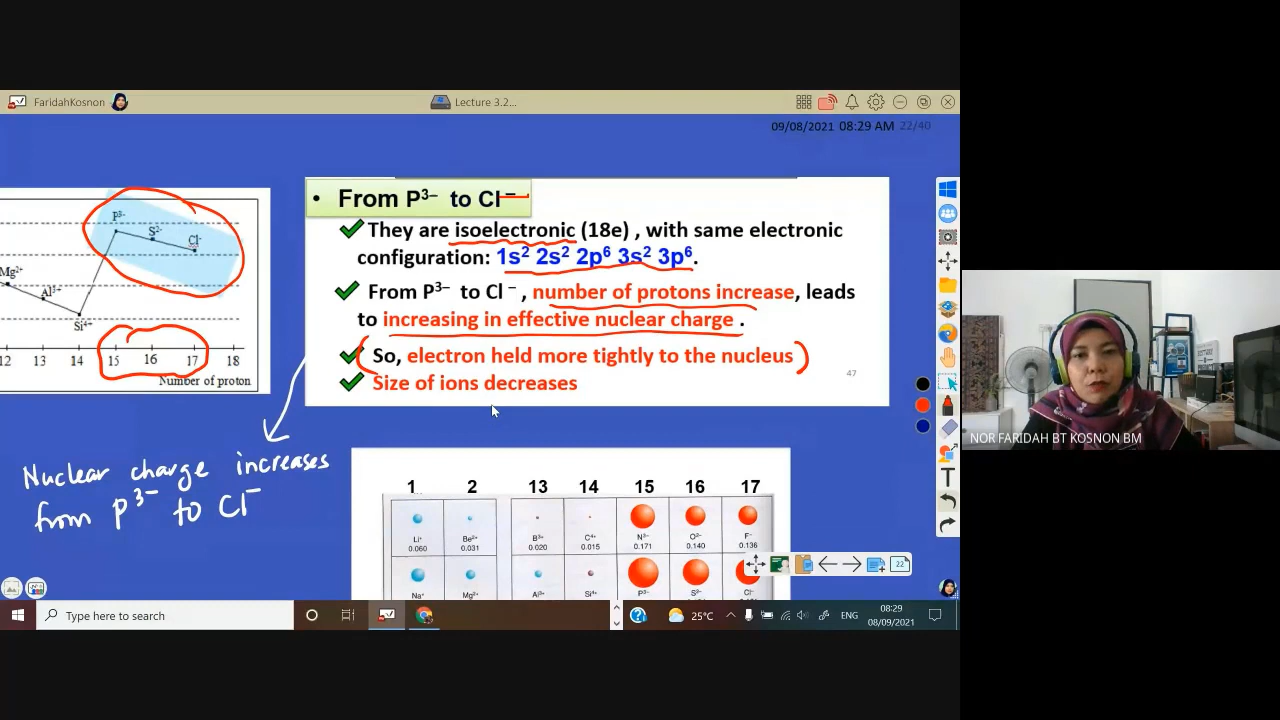 FaridahKosnon
Lecture 3.2...
09/08/2021 08:29 AM 22/40
• From P³⁻ to Cl⁻
They are isoelectronic (18e) , with same electronic
configuration: 1s² 2s² 2p⁶ 3s² 3p⁶.
From P³⁻ to Cl⁻ , number of protons increase, leads
to increasing in effective nuclear charge .
So, electron held more tightly to the nucleus
Size of ions decreases
47
P³⁻
S²⁻
Cl⁻
Mg²⁺
Al³⁺
Si⁴⁺
12 13 14 15 16 17 18
Number of proton
Nuclear charge increases
from P³⁻ to Cl⁻
1 2 13 14 15 16 17
Li⁺ Be²⁺ B³⁺ C⁴⁺ N³⁻ O²⁻ F⁻
0.060 0.031 0.020 0.015 0.171 0.140 0.136
Na⁺ Mg²⁺ Al³⁺ Si⁴⁺ P³⁻ S²⁻ Cl⁻
T
22
NOR FARIDAH BT KOSNON BM
Type here to search
25°C
ENG
08:29
08/09/2021